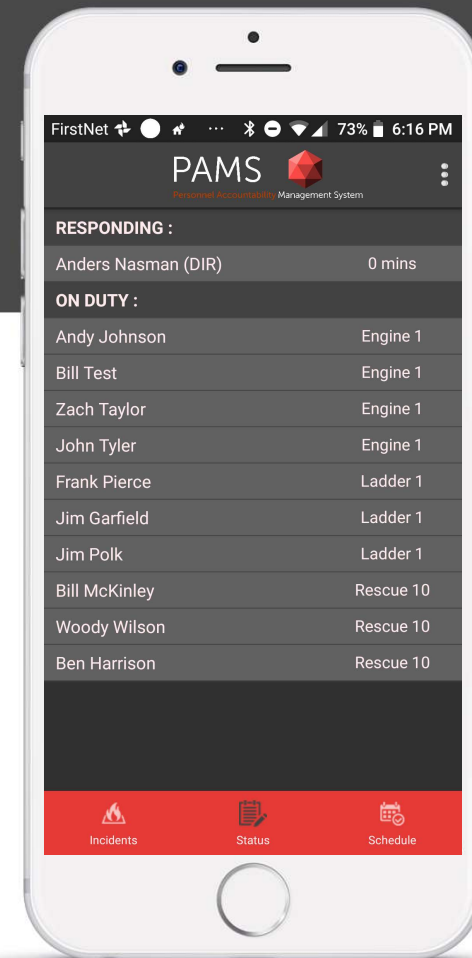 FirstNet ... 73% 6:16 PM
PAMS
Personnel Accountability Management System
RESPONDING :
Anders Nasman (DIR) 0 mins
ON DUTY :
Andy Johnson Engine 1
Bill Test Engine 1
Zach Taylor Engine 1
John Tyler Engine 1
Frank Pierce Ladder 1
Jim Garfield Ladder 1
Jim Polk Ladder 1
Bill McKinley Rescue 10
Woody Wilson Rescue 10
Ben Harrison Rescue 10
Incidents Status Schedule